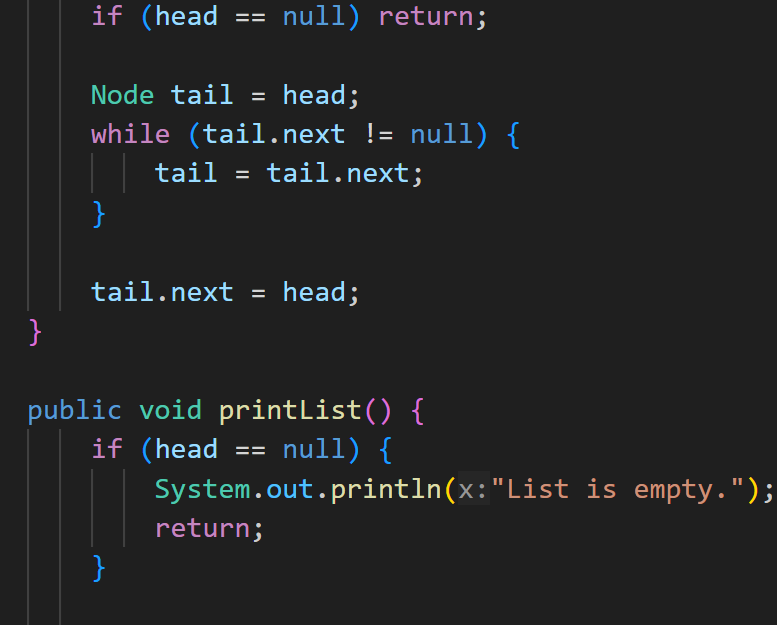 if (head == null) return;
Node tail = head;
while (tail.next != null) {
tail = tail.next;
}
tail.next = head;
}
public void printList() {
if (head == null) {
System.out.println(x:"List is empty.");
return;
}